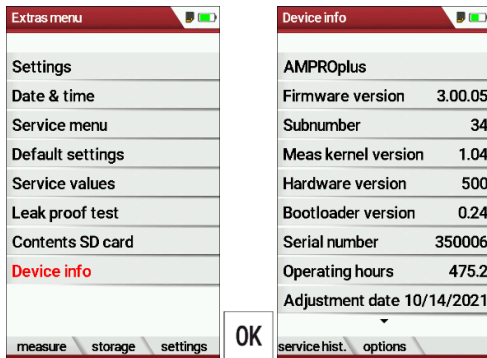 Extras menu
Settings
Date & time
Service menu
Default settings
Service values
Leak proof test
Contents SD card
Device info
measure storage settings
OK
Device info
AMPROplus
Firmware version 3.00.05
Subnumber 34
Meas kernel version 1.04
Hardware version 500
Bootloader version 0.24
Serial number 350006
Operating hours 475.2
Adjustment date 10/14/2021
service hist. options